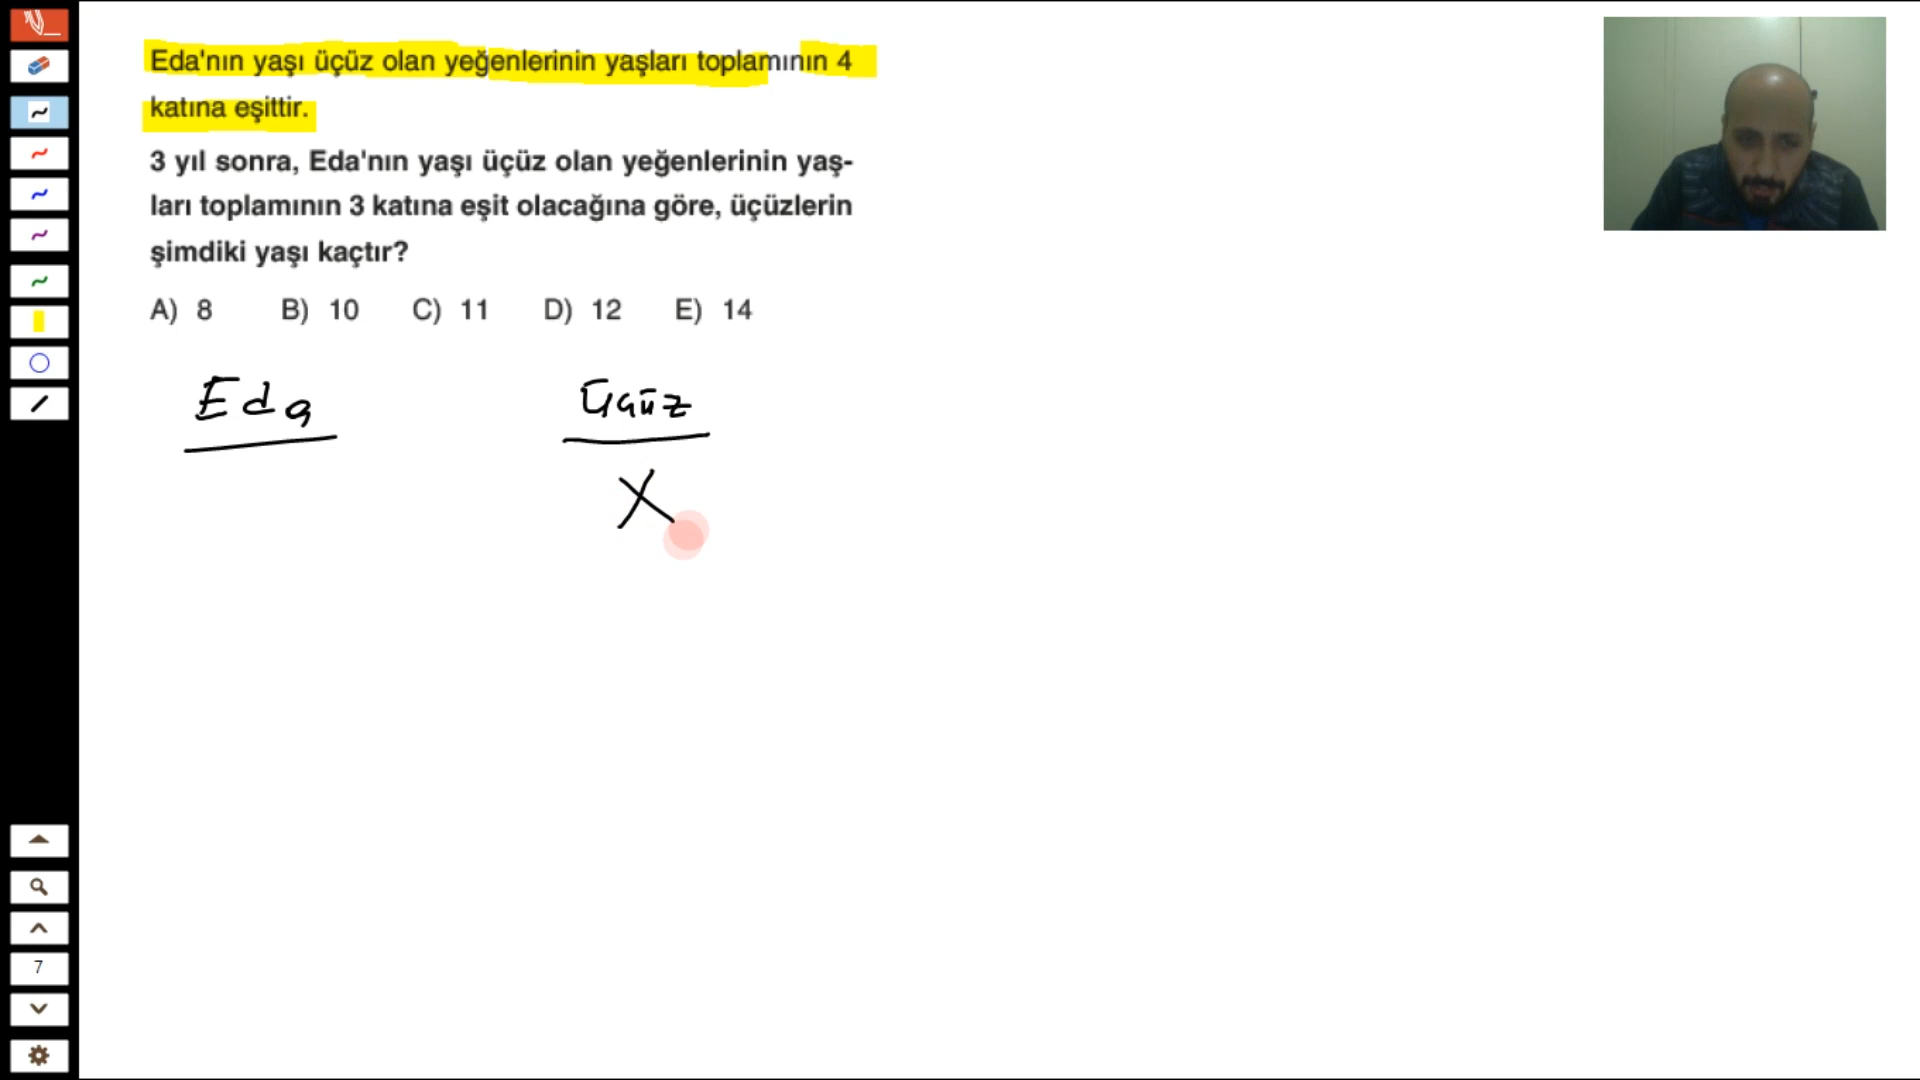 Eda'nın yaşı üçüz olan yeğenlerinin yaşları toplamının 4
katına eşittir.
3 yıl sonra, Eda'nın yaşı üçüz olan yeğenlerinin yaş-
ları toplamının 3 katına eşit olacağına göre, üçüzlerin
şimdiki yaşı kaçtır?
A) 8 B) 10 C) 11 D) 12 E) 14
Eda Üçüz
X
7